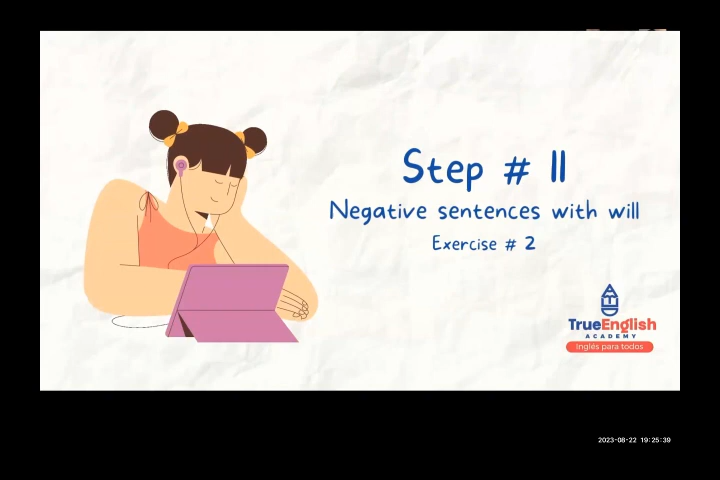 Step # 11
Negative sentences with will
Exercise # 2
TrueEnglish
ACADEMY
Inglés para todos
2023-08-22 19:25:39